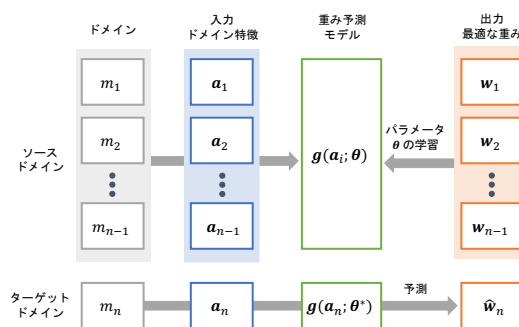 ドメイン
入力
ドメイン特徴
重み予測
モデル
出力
最適な重み
ソース
ドメイン
m₁
m₂
mₙ₋₁
a₁
a₂
aₙ₋₁
g(aᵢ; θ)
パラメータ
θ の学習
w₁
w₂
wₙ₋₁
ターゲット
ドメイン
mₙ
aₙ
g(aₙ; θ*)
予測
ŵₙ